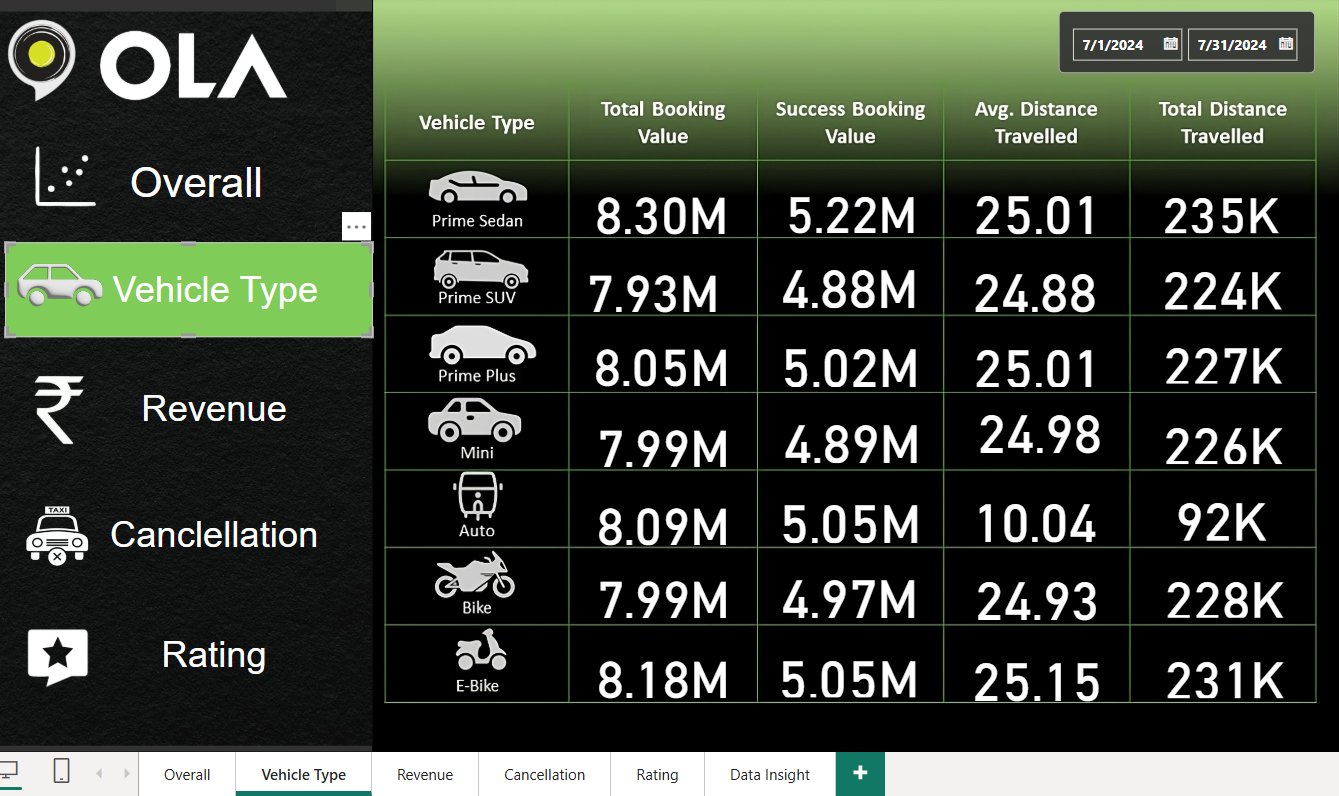 OLA
Overall
Vehicle Type
Revenue
TAXI
Canclellation
Rating
7/1/2024 7/31/2024
Vehicle Type Total Booking Value Success Booking Value Avg. Distance Travelled Total Distance Travelled
Prime Sedan 8.30M 5.22M 25.01 235K
Prime SUV 7.93M 4.88M 24.88 224K
Prime Plus 8.05M 5.02M 25.01 227K
Mini 7.99M 4.89M 24.98 226K
Auto 8.09M 5.05M 10.04 92K
Bike 7.99M 4.97M 24.93 228K
E-Bike 8.18M 5.05M 25.15 231K
Overall Vehicle Type Revenue Cancellation Rating Data Insight